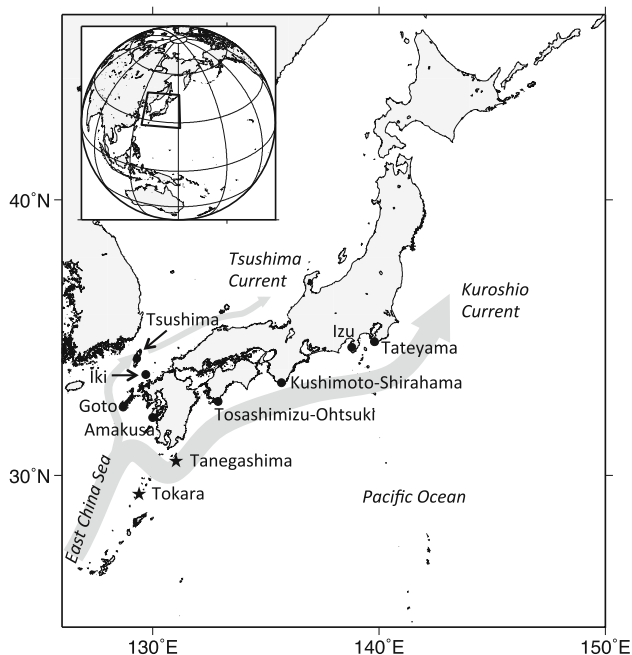 40°N
Tsushima
Current
Kuroshio
Current
Tsushima
Izu
Tateyama
Iki
Kushimoto-Shirahama
Goto
Tosashimizu-Ohtsuki
Amakusa
Tanegashima
30°N
Tokara
Pacific Ocean
East China Sea
130°E
140°E
150°E